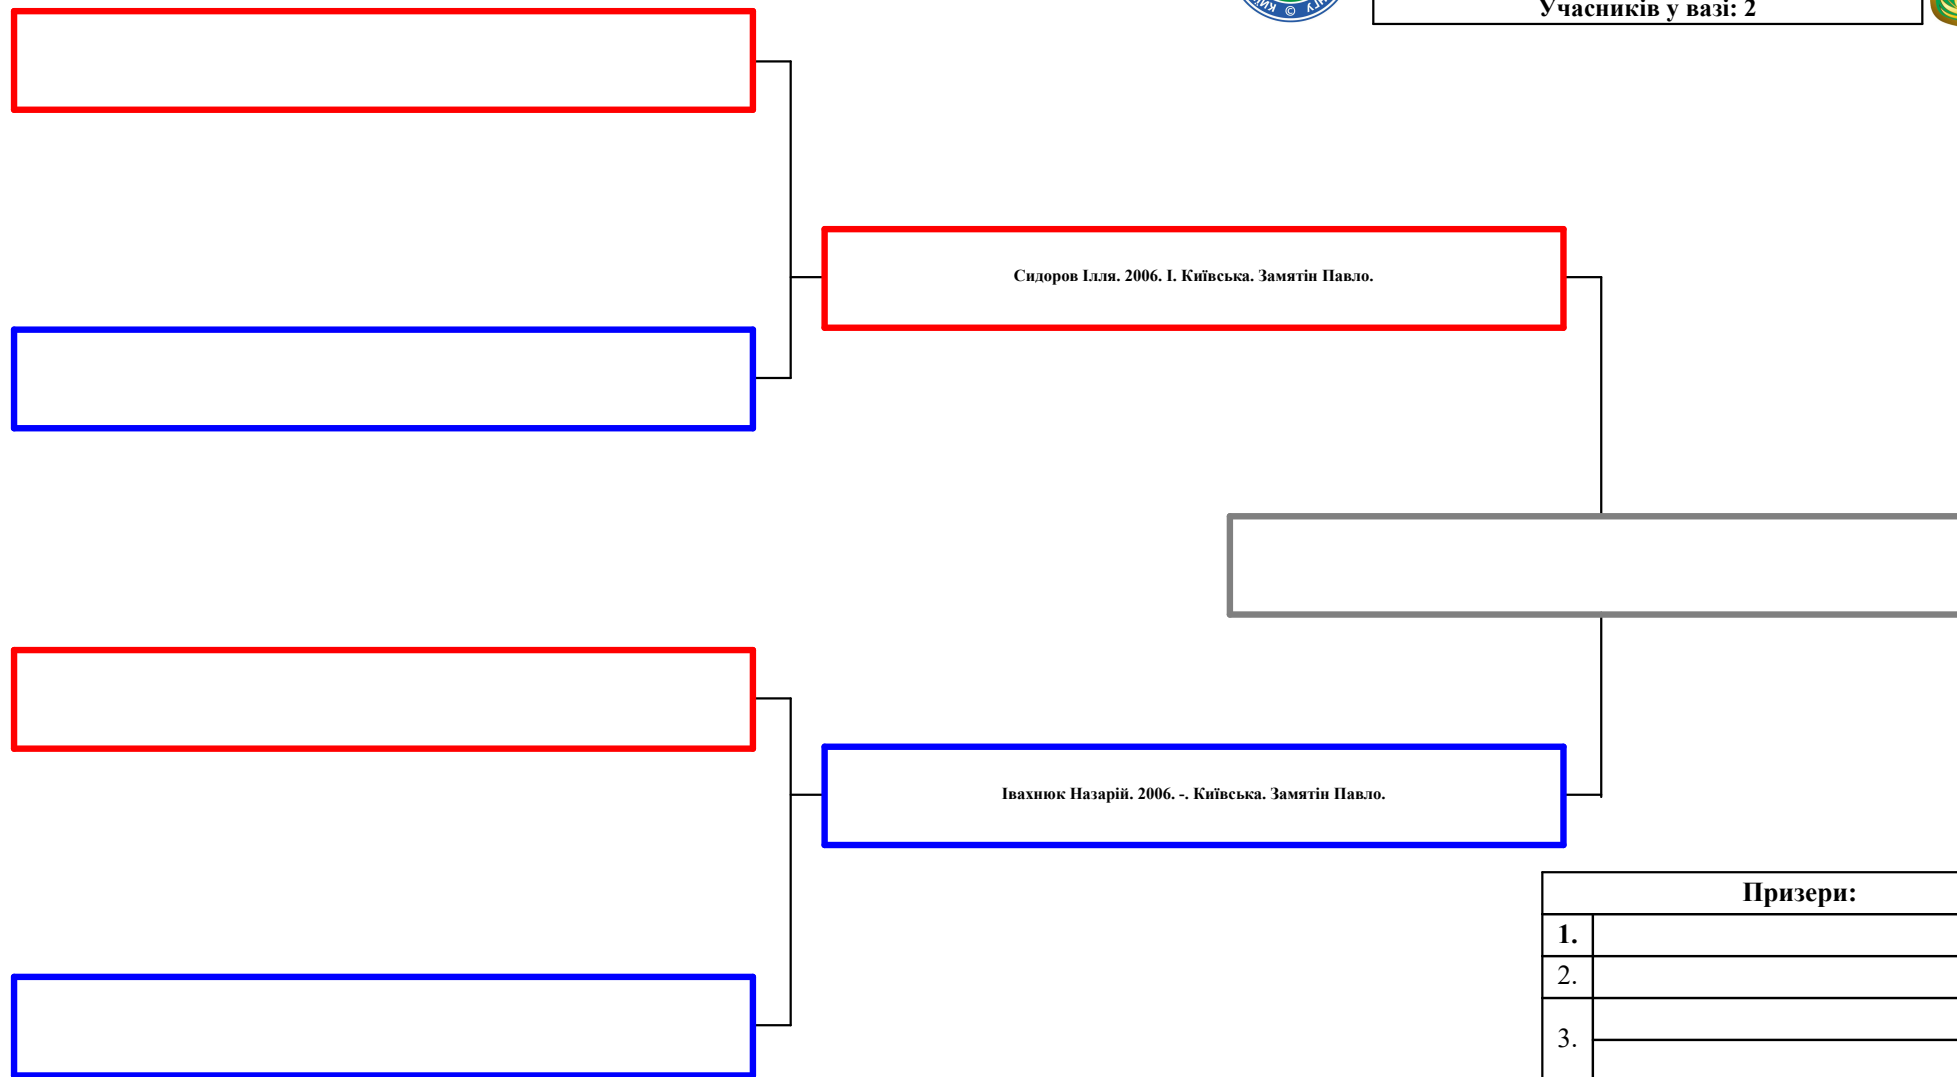 Учасників у вазі: 2
Сидоров Ілля. 2006. І. Київська. Замятін Павло.
Івахнюк Назарій. 2006. -. Київська. Замятін Павло.
Призери:
1.
2.
3.